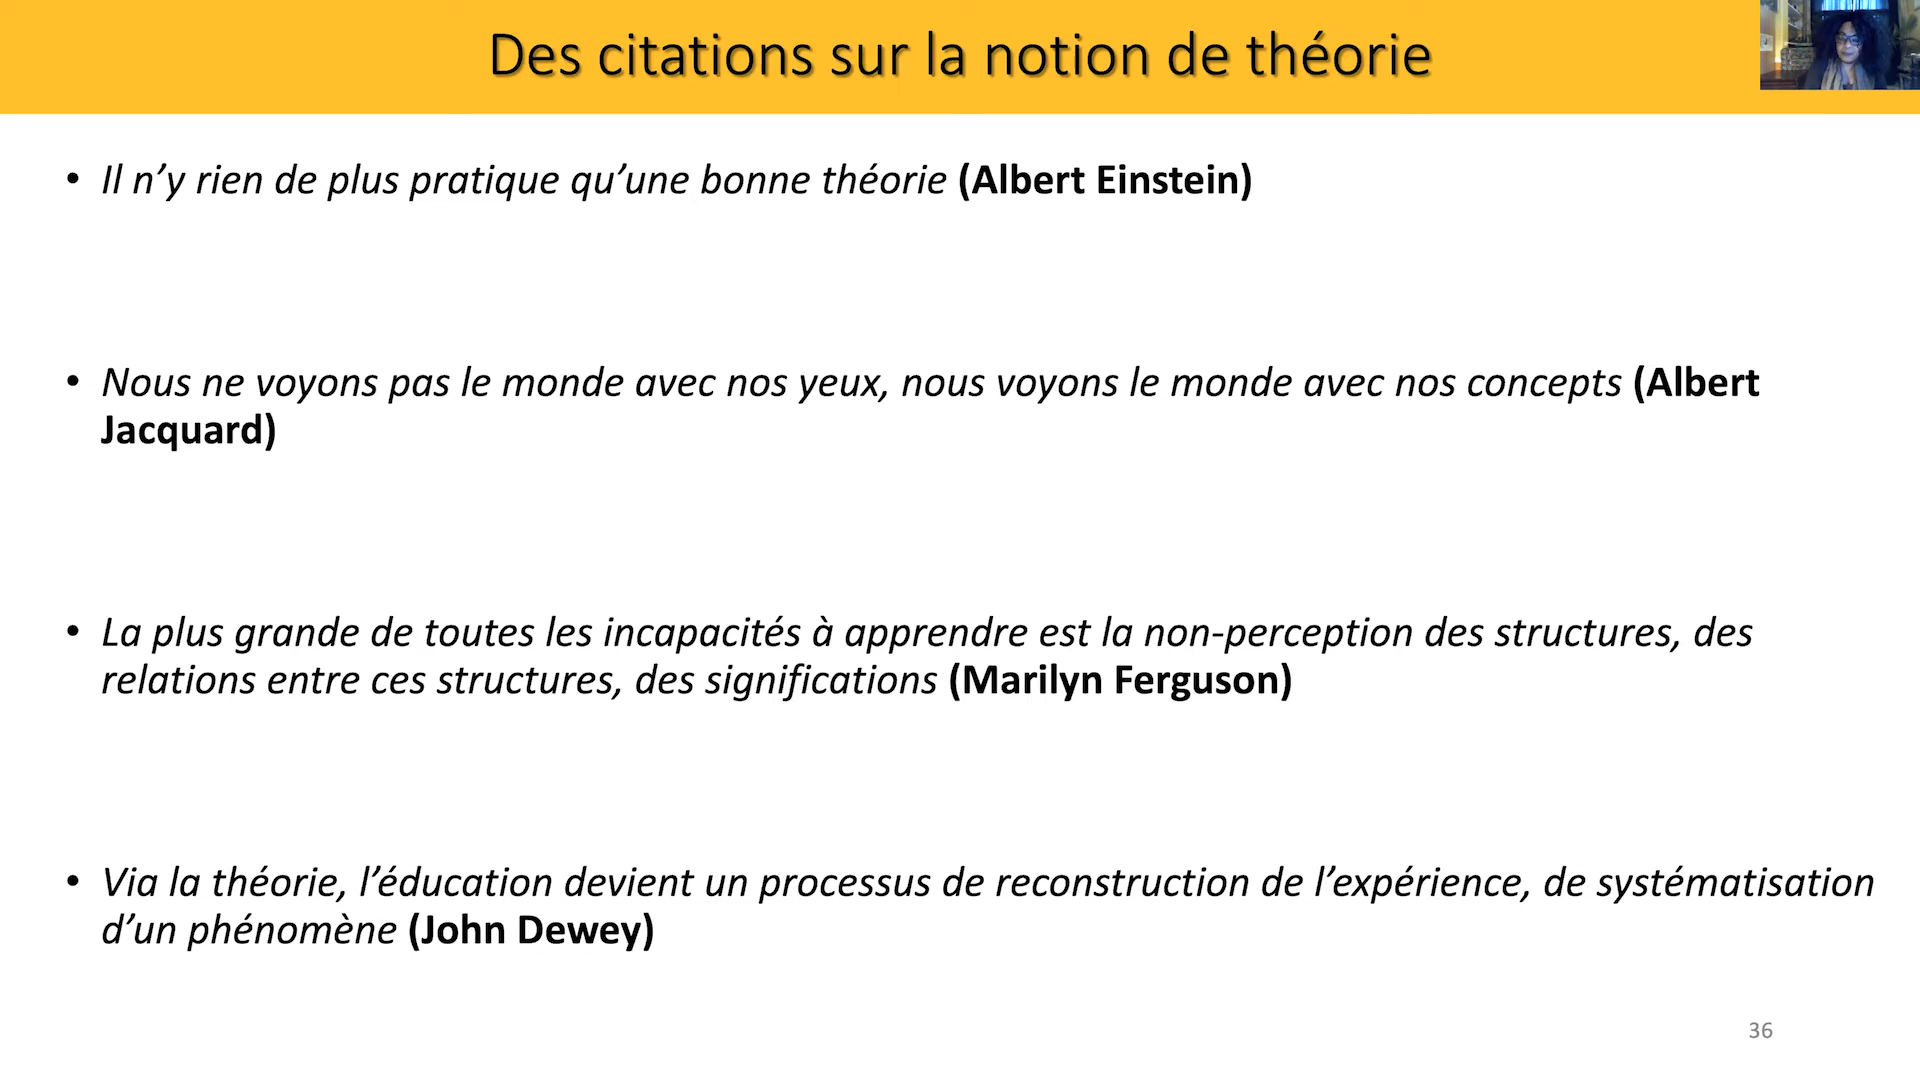 Des citations sur la notion de théorie
• Il n’y rien de plus pratique qu’une bonne théorie (Albert Einstein)
• Nous ne voyons pas le monde avec nos yeux, nous voyons le monde avec nos concepts (Albert
Jacquard)
• La plus grande de toutes les incapacités à apprendre est la non-perception des structures, des
relations entre ces structures, des significations (Marilyn Ferguson)
• Via la théorie, l’éducation devient un processus de reconstruction de l’expérience, de systématisation
d’un phénomène (John Dewey)
36